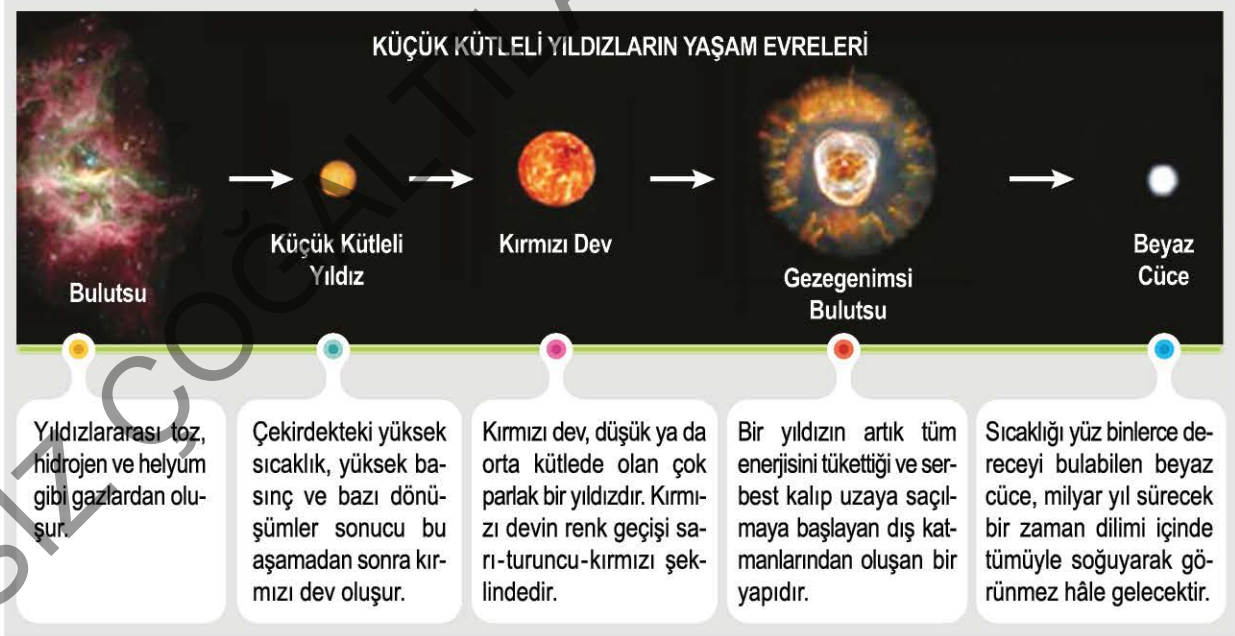 KÜÇÜK KÜTLELİ YILDIZLARIN YAŞAM EVRELERİ
Bulutsu
Küçük Kütleli
Yıldız
Kırmızı Dev
Gezegenimsi
Bulutsu
Beyaz
Cüce
Yıldızlararası toz,
hidrojen ve helyum
gibi gazlardan olu-
şur.
Çekirdekteki yüksek
sıcaklık, yüksek ba-
sınç ve bazı dönü-
şümler sonucu bu
aşamadan sonra kır-
mızı dev oluşur.
Kırmızı dev, düşük ya da
orta kütlede olan çok
parlak bir yıldızdır. Kırmı-
zı devin renk geçişi sa-
rı-turuncu-kırmızı şek-
lindedir.
Bir yıldızın artık tüm
enerjisini tükettiği ve ser-
best kalıp uzaya saçıl-
maya başlayan dış kat-
manlarından oluşan bir
yapıdır.
Sıcaklığı yüz binlerce de-
receyi bulabilen beyaz
cüce, milyar yıl sürecek
bir zaman dilimi içinde
tümüyle soğuyarak gö-
rünmez hâle gelecektir.
SIZ ÇOĞALTILA